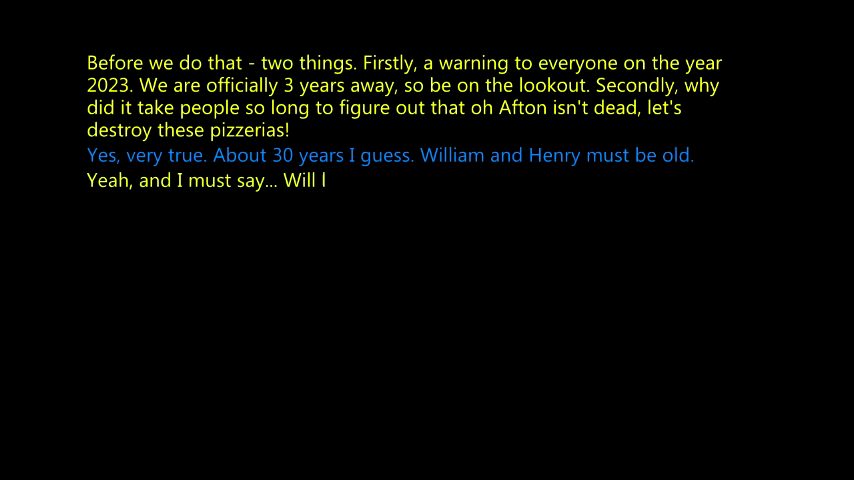 Before we do that - two things. Firstly, a warning to everyone on the year
2023. We are officially 3 years away, so be on the lookout. Secondly, why
did it take people so long to figure out that oh Afton isn't dead, let's
destroy these pizzerias!
Yes, very true. About 30 years I guess. William and Henry must be old.
Yeah, and I must say... Will l